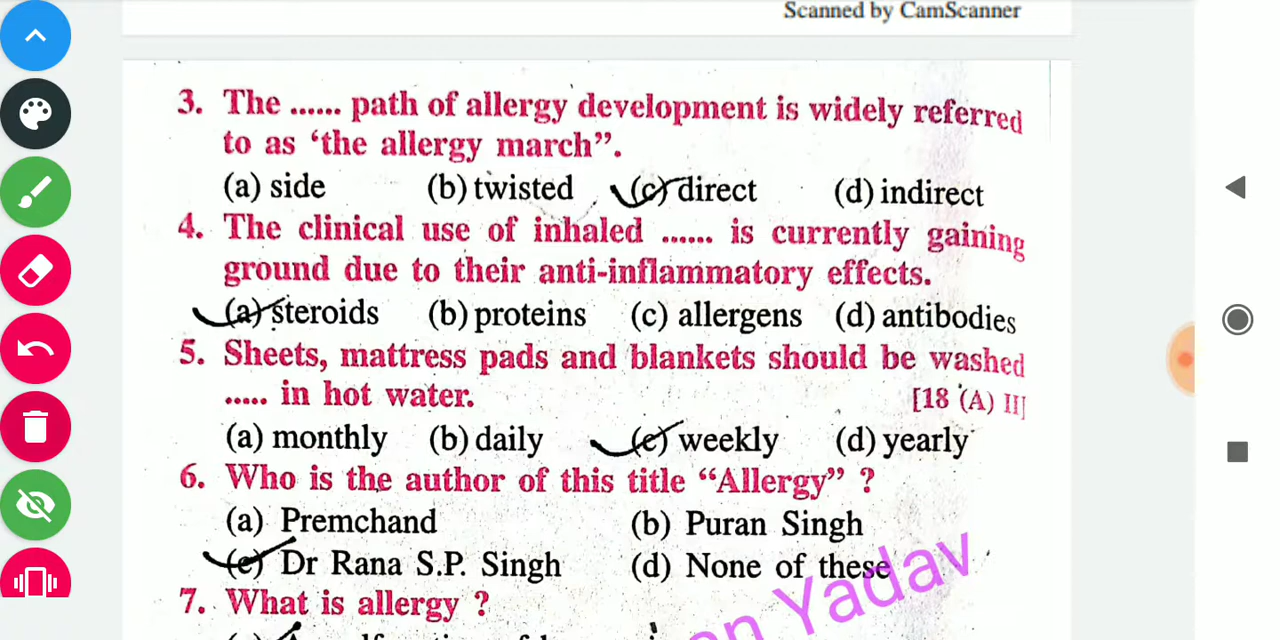 Scanned by CamScanner
3. The ...... path of allergy development is widely referred
to as ‘the allergy march”.
(a) side (b) twisted (c) direct (d) indirect
4. The clinical use of inhaled ...... is currently gaining
ground due to their anti-inflammatory effects.
(a) steroids (b) proteins (c) allergens (d) antibodies
5. Sheets, mattress pads and blankets should be washed
...... in hot water. [18 (A) II]
(a) monthly (b) daily (c) weekly (d) yearly
6. Who is the author of this title “Allergy” ?
(a) Premchand (b) Puran Singh
(c) Dr Rana S.P. Singh (d) None of these
7. What is allergy ?
Yadav